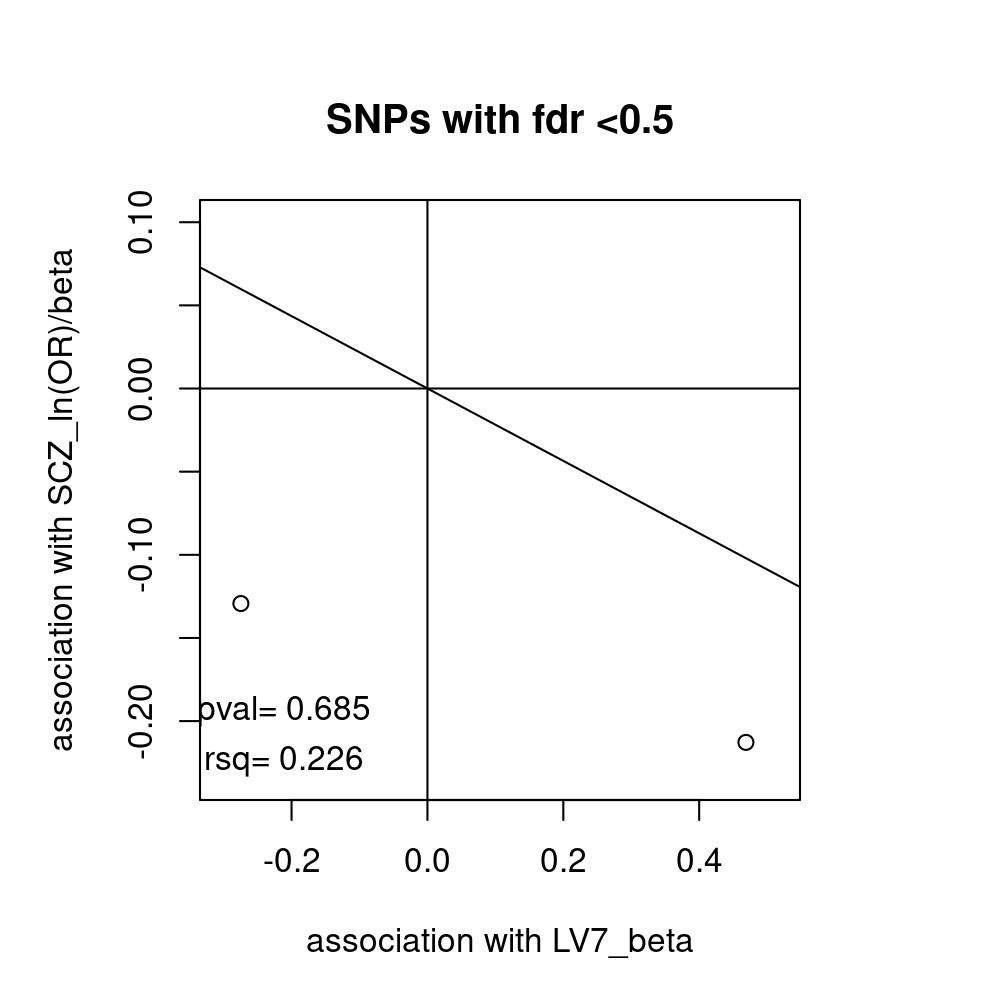 SNPs with fdr <0.5
association with SCZ_ln(OR)/beta
0.10
0.00
-0.10
-0.20
pval= 0.685
rsq= 0.226
-0.2 0.0 0.2 0.4
association with LV7_beta